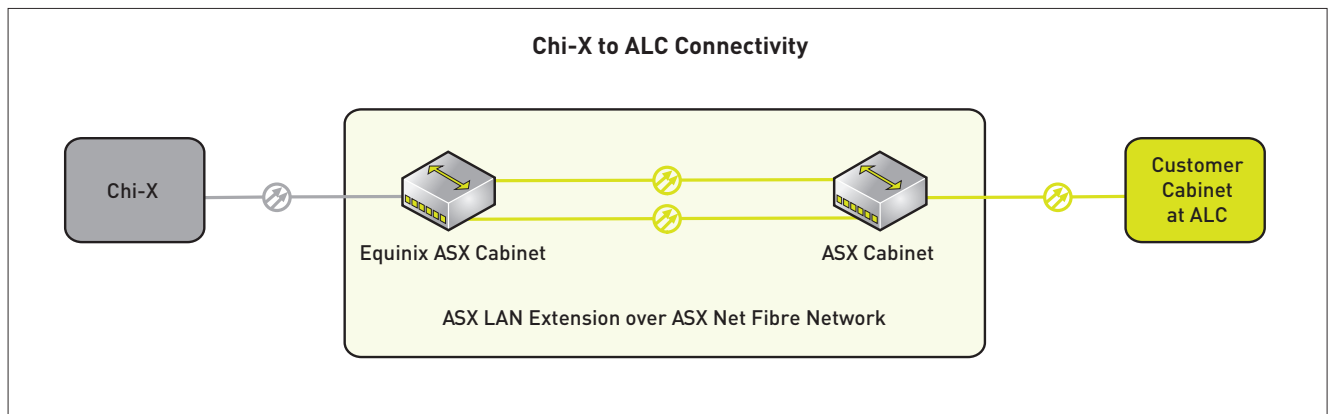 Chi-X to ALC Connectivity
Chi-X
Equinix ASX Cabinet
ASX Cabinet
Customer
Cabinet
at ALC
ASX LAN Extension over ASX Net Fibre Network